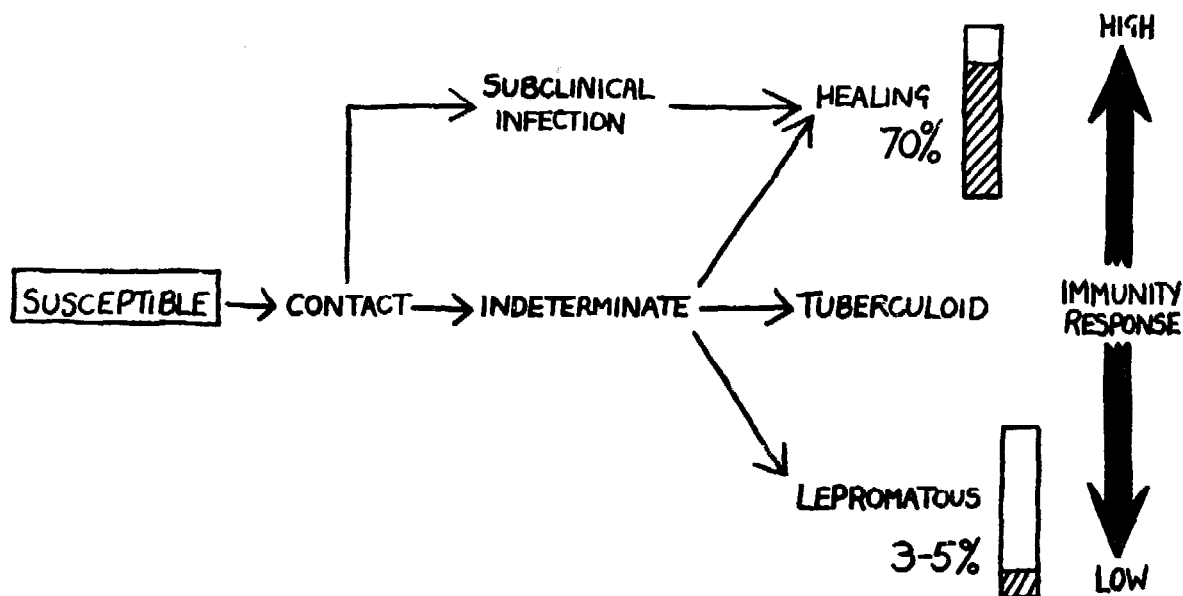 HIGH
SUBCLINICAL
INFECTION
HEALING
70%
SUSCEPTIBLE
CONTACT
INDETERMINATE
TUBERCULOID
IMMUNITY
RESPONSE
LEPROMATOUS
3-5%
LOW